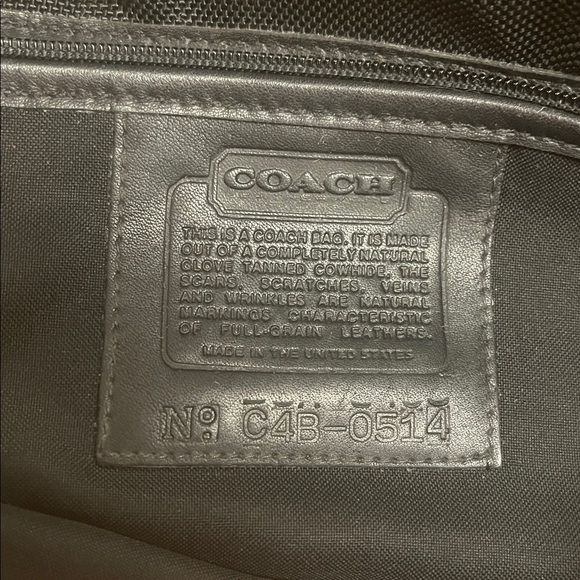 COACH
THIS IS A COACH BAG. IT IS MADE
OUT OF A COMPLETELY NATURAL
GLOVE TANNED COWHIDE, THE
SCARS, SCRATCHES, VEINS
AND WRINKLES ARE NATURAL
MARKINGS CHARACTERISTIC
OF FULL-GRAIN LEATHERS.
MADE IN THE UNITED STATES
No C4B-0514